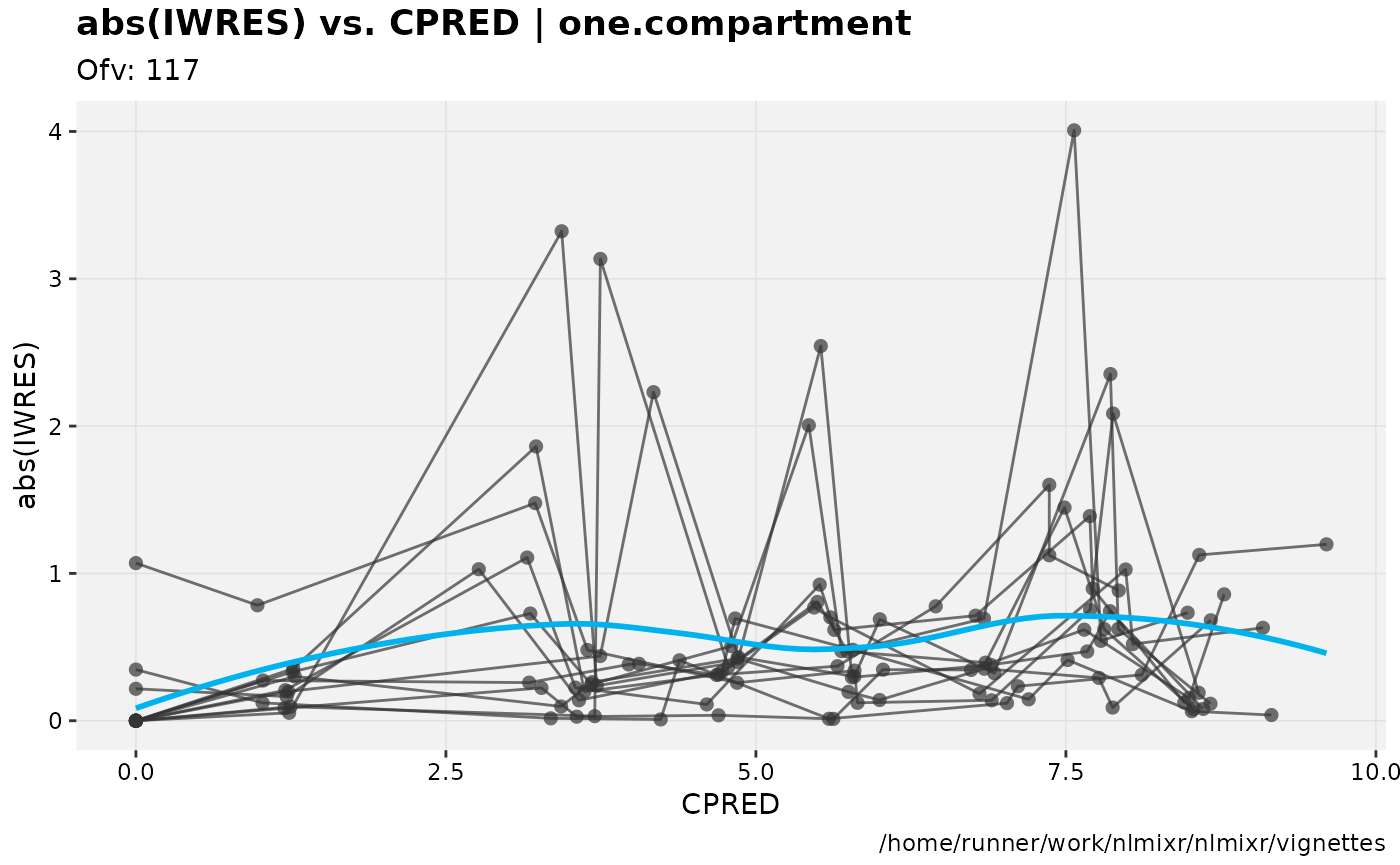 abs(IWRES) vs. CPRED | one.compartment
Ofv: 117
4
3
2
1
0
abs(IWRES)
0.0 2.5 5.0 7.5 10.0
CPRED
/home/runner/work/nlmixr/nlmixr/vignettes